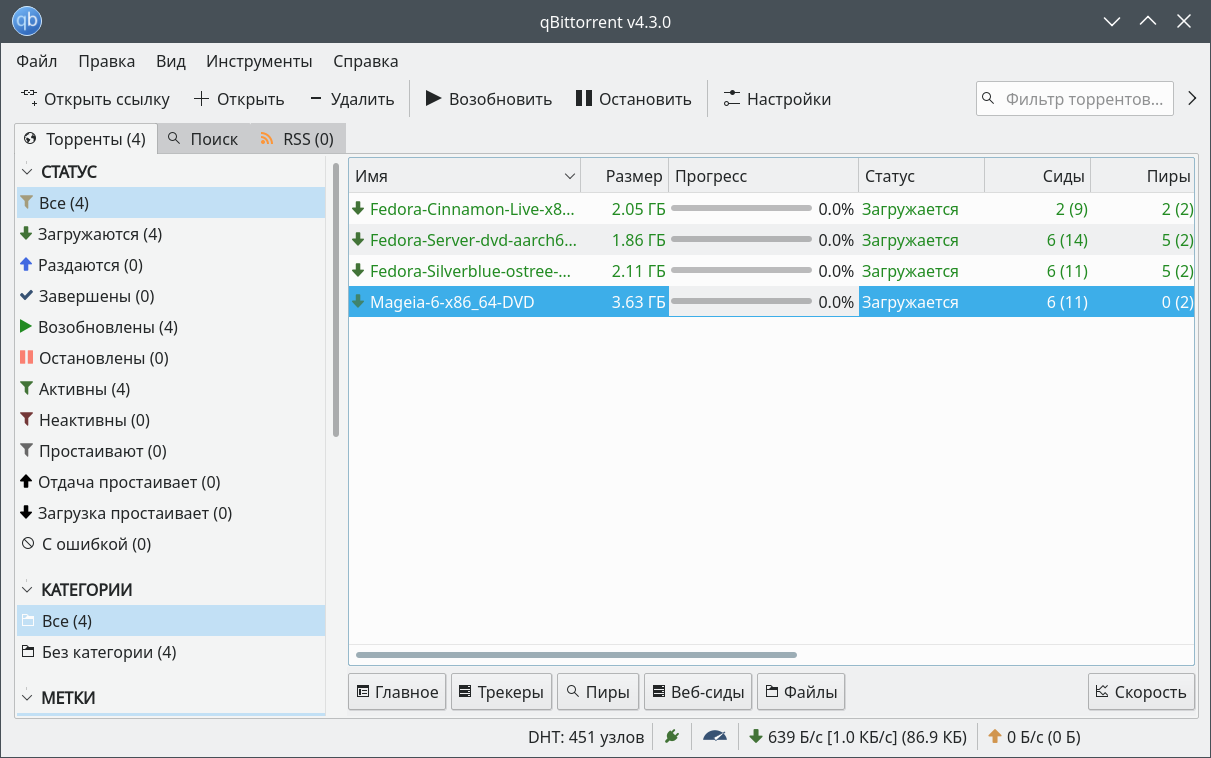 qb qBittorrent v4.3.0
Файл Правка Вид Инструменты Справка
Открыть ссылку Открыть Удалить Возобновить Остановить Настройки Фильтр торрентов...
Торренты (4) Поиск RSS (0)
СТАТУС
Все (4)
Загружаются (4)
Раздаются (0)
Завершены (0)
Возобновлены (4)
Остановлены (0)
Активны (4)
Неактивны (0)
Простаивают (0)
Отдача простаивает (0)
Загрузка простаивает (0)
С ошибкой (0)
КАТЕГОРИИ
Все (4)
Без категории (4)
МЕТКИ
Имя Размер Прогресс Статус Сиды Пиры
Fedora-Cinnamon-Live-x8... 2.05 ГБ 0.0% Загружается 2 (9) 2 (2)
Fedora-Server-dvd-aarch6... 1.86 ГБ 0.0% Загружается 6 (14) 5 (2)
Fedora-Silverblue-ostree-... 2.11 ГБ 0.0% Загружается 6 (11) 5 (2)
Mageia-6-x86_64-DVD 3.63 ГБ 0.0% Загружается 6 (11) 0 (2)
Главное Трекеры Пиры Веб-сиды Файлы Скорость
DHT: 451 узлов 639 Б/с [1.0 КБ/с] (86.9 КБ) 0 Б/с (0 Б)